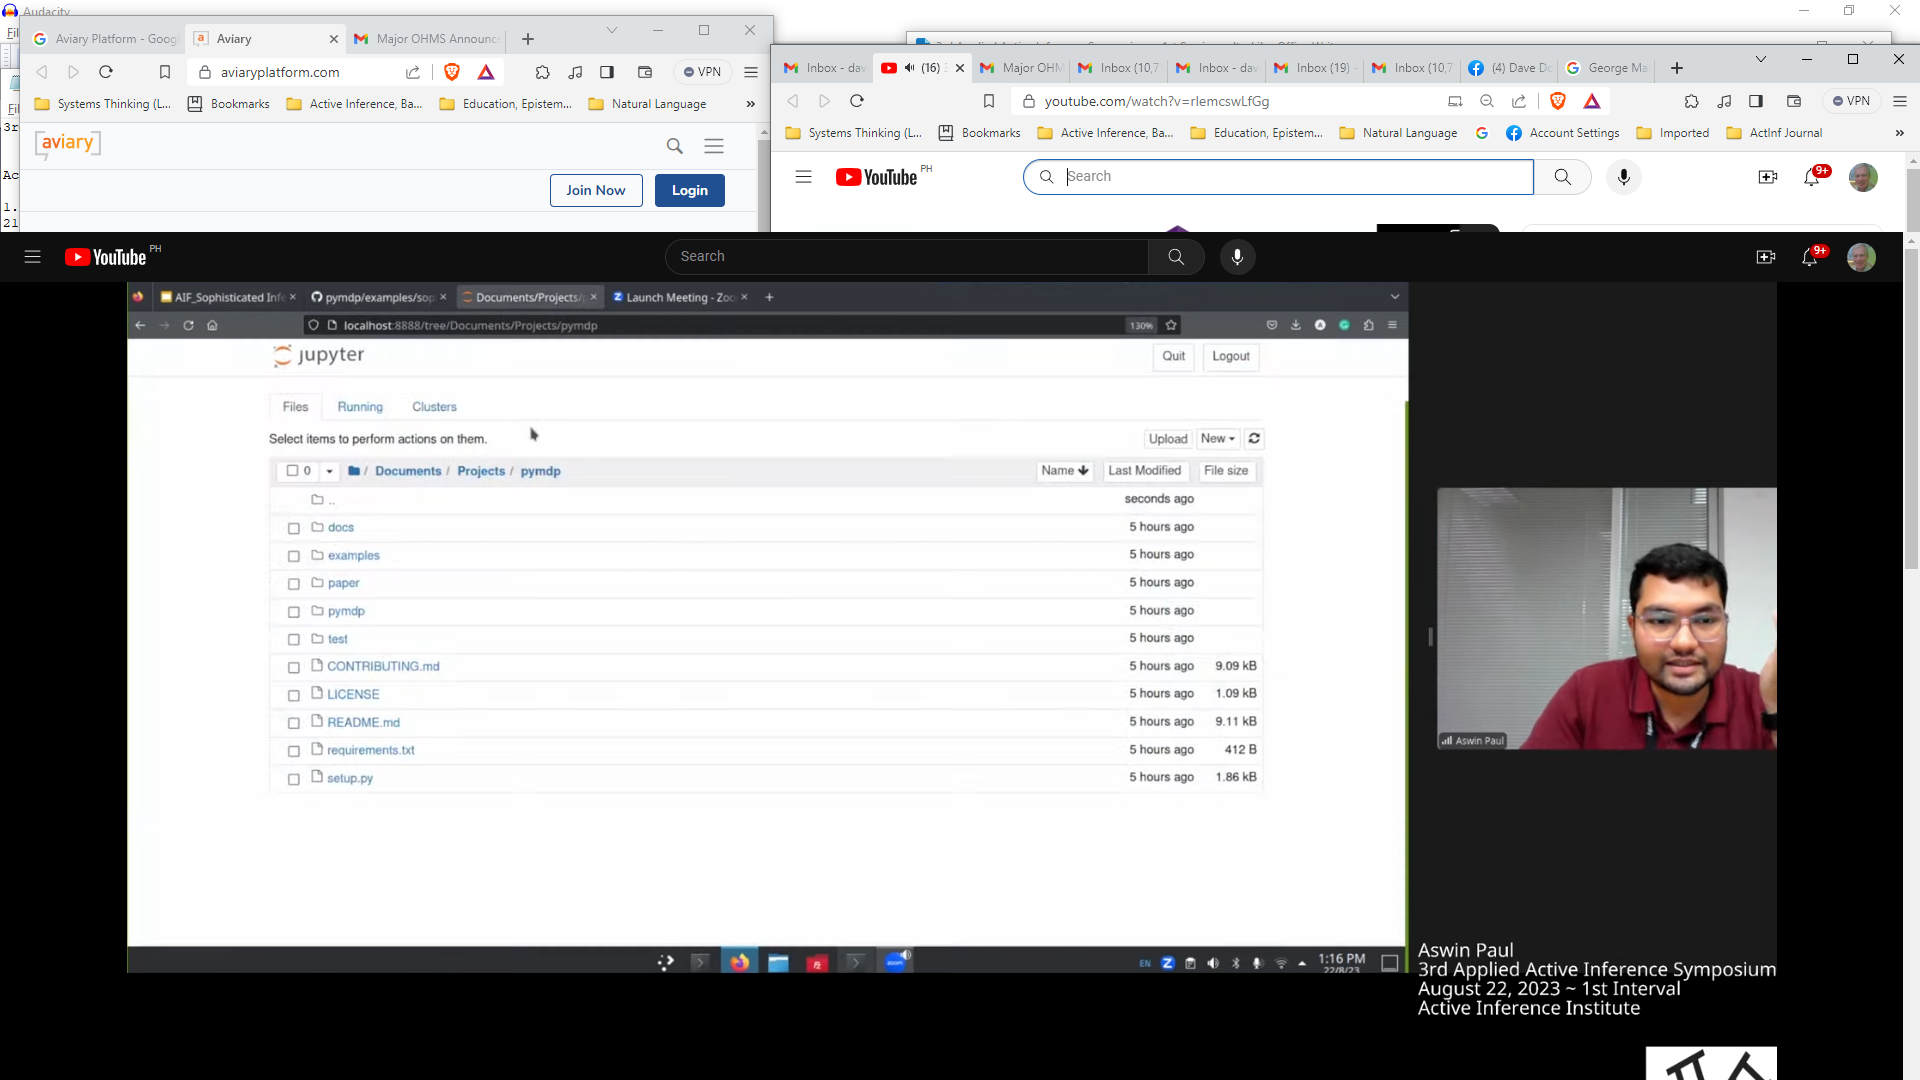 Audacity
Aviary Platform - Goog
Aviary
Major OHMS Announc
aviaryplatform.com
VPN
Systems Thinking (L...
Bookmarks
Active Inference, Ba...
Education, Epistem...
Natural Language
»
aviary
Join Now
Login
Inbox - dav
(16)
Major OHM
Inbox (10,7
Inbox - dav
Inbox (19)
Inbox (10,7
(4) Dave Do
George Ma
youtube.com/watch?v=rIemcswLfGg
VPN
Systems Thinking (L...
Bookmarks
Active Inference, Ba...
Education, Epistem...
Natural Language
Account Settings
Imported
ActInf Journal
»
YouTube PH
Search
9+
YouTube PH
Search
9+
AIF_Sophisticated Infe
pymdp/examples/sop
Documents/Projects/
Launch Meeting - Zoo
localhost:8888/tree/Documents/Projects/pymdp
130%
jupyter
Quit
Logout
Files
Running
Clusters
Select items to perform actions on them.
Upload
New
0
/ Documents / Projects / pymdp
Name
Last Modified
File size
.. seconds ago
docs 5 hours ago
examples 5 hours ago
paper 5 hours ago
pymdp 5 hours ago
test 5 hours ago
CONTRIBUTING.md 5 hours ago 9.09 kB
LICENSE 5 hours ago 1.09 kB
README.md 5 hours ago 9.11 kB
requirements.txt 5 hours ago 412 B
setup.py 5 hours ago 1.86 kB
Aswin Paul
EN
zoom
1:16 PM
22/8/23
Aswin Paul
3rd Applied Active Inference Symposium
August 22, 2023 ~ 1st Interval
Active Inference Institute